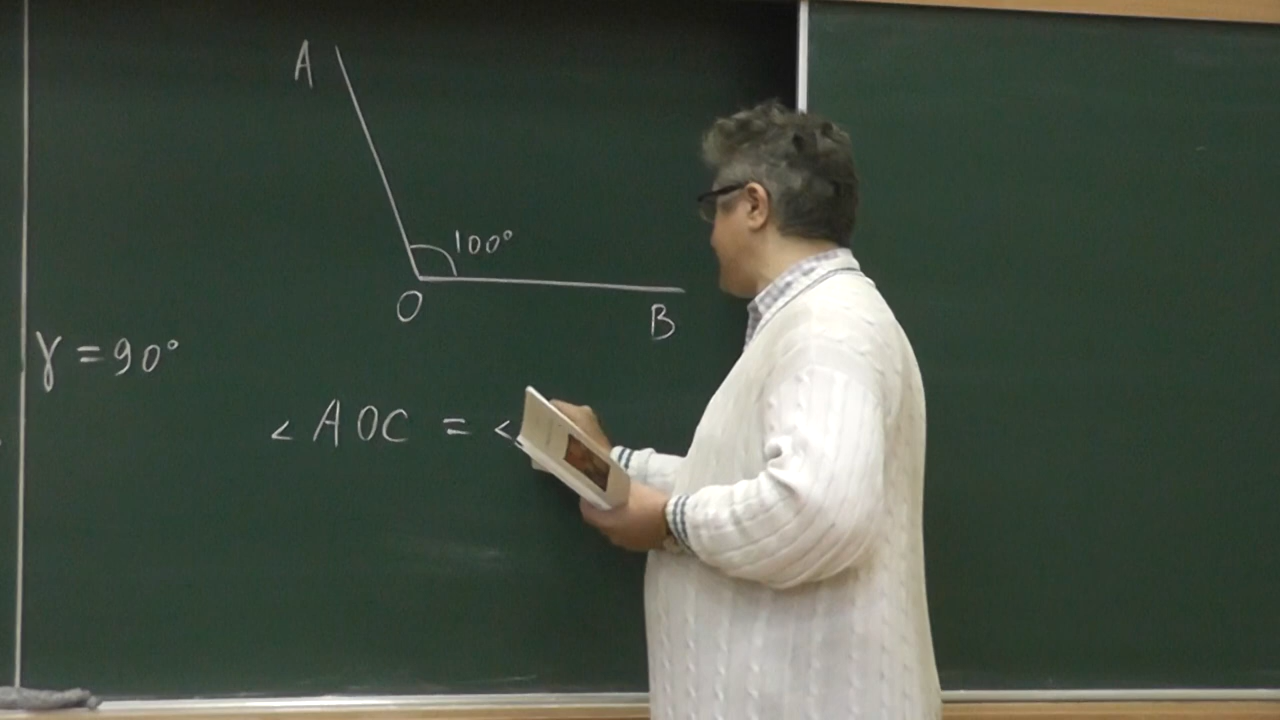 A
100°
O
B
γ = 90°
∠ AOC = ∠